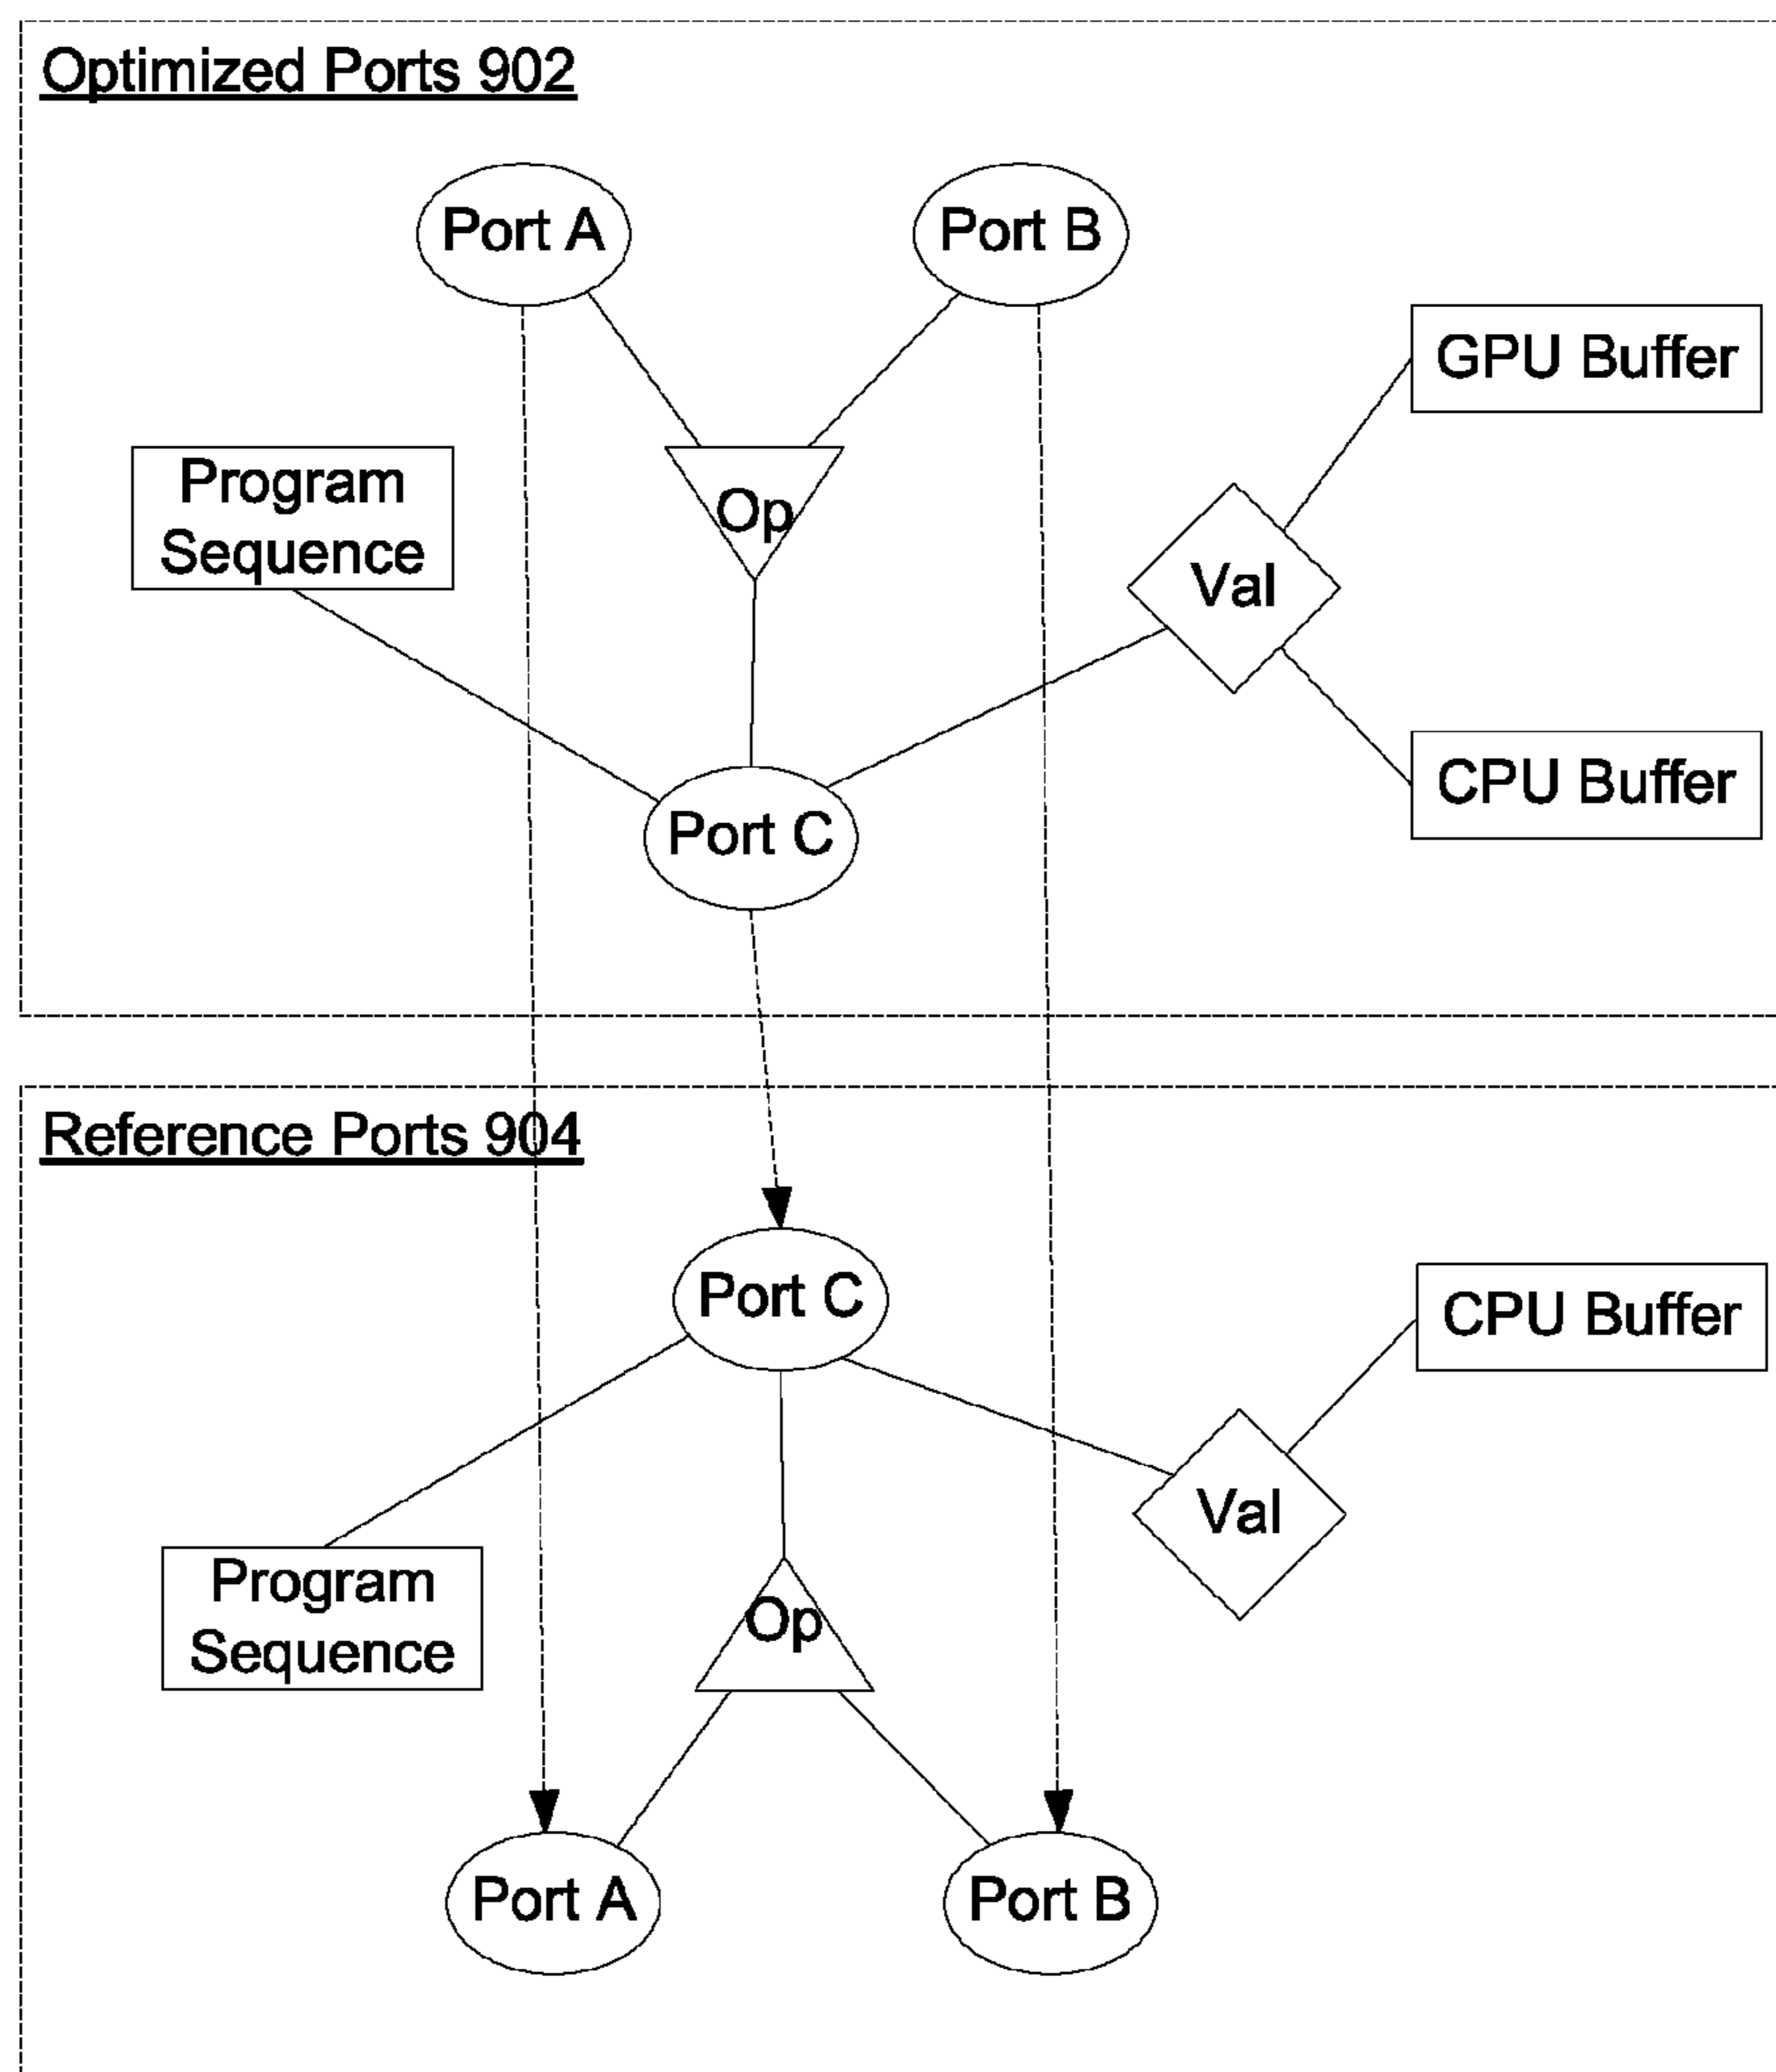 Optimized Ports 902
Port A
Port B
GPU Buffer
Program
Sequence
Op
Val
CPU Buffer
Port C
Reference Ports 904
Port C
CPU Buffer
Val
Program
Sequence
Op
Port A
Port B